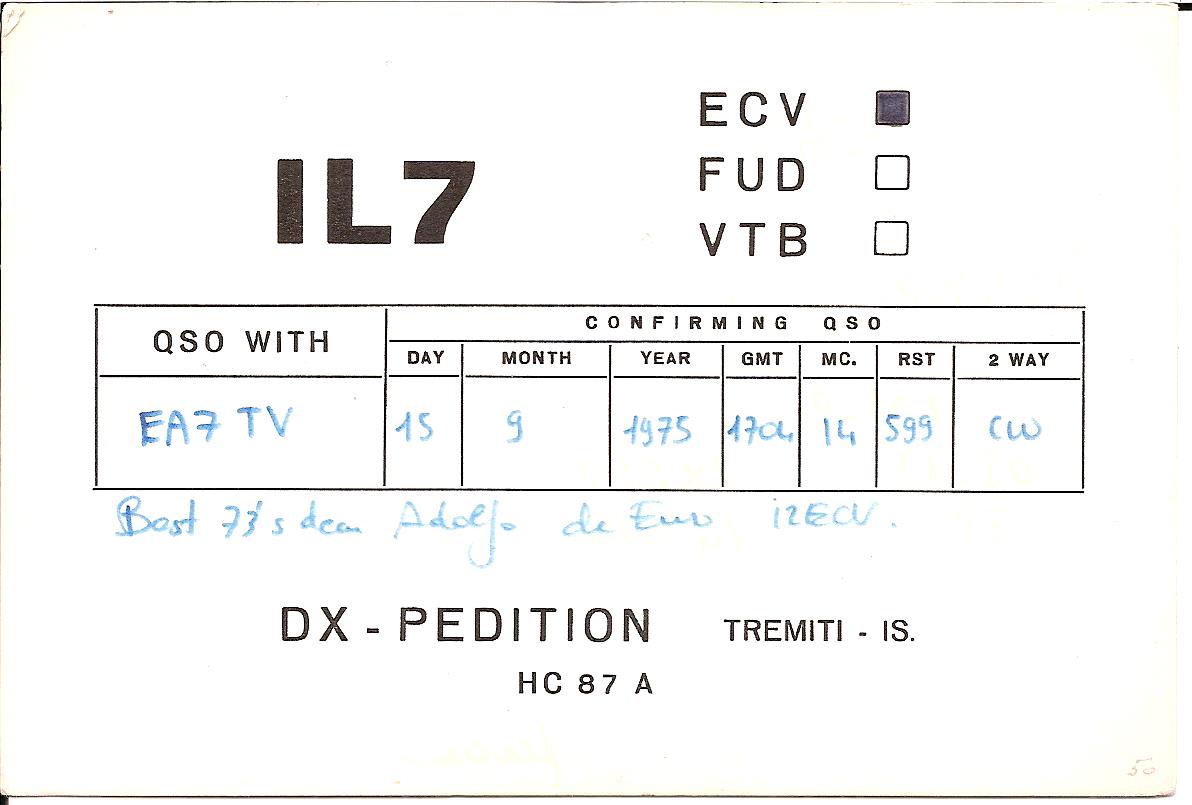 ECV
FUD
VTB
IL7
QSO WITH
CONFIRMING QSO
DAY MONTH YEAR GMT MC. RST 2 WAY
EA7 TV 15 9 1975 1704 14 599 CW
Best 73's dear Adolfo de I2ECV.
DX - PEDITION TREMITI - IS.
HC 87 A
50